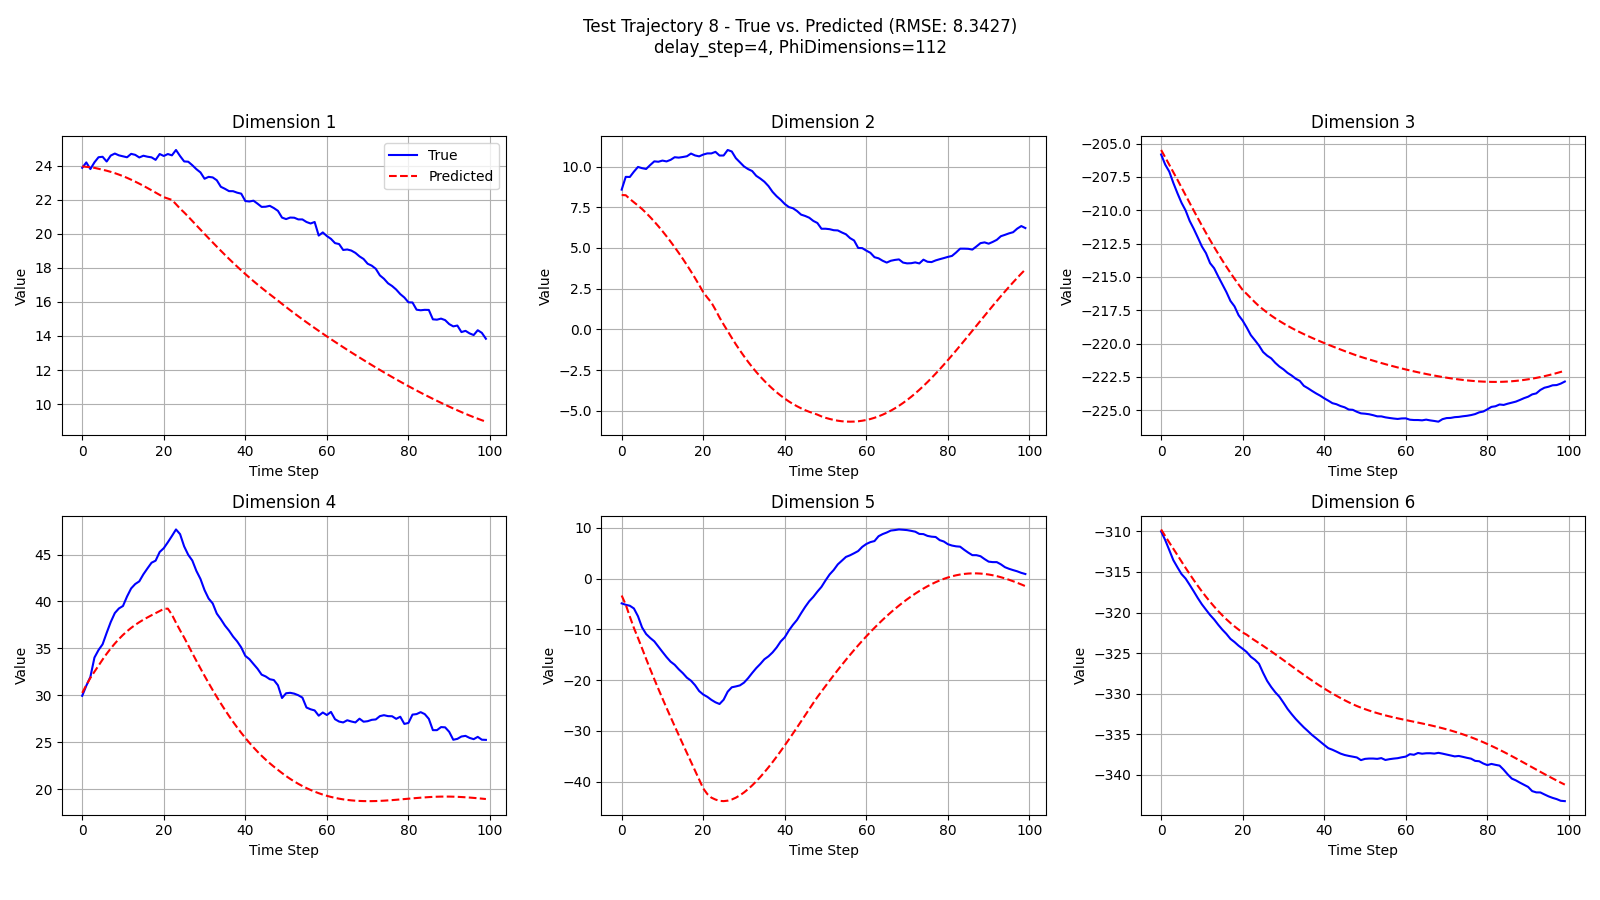 Test Trajectory 8 - True vs. Predicted (RMSE: 8.3427)
delay_step=4, PhiDimensions=112
Dimension 1
Value
24
22
20
18
16
14
12
10
0 20 40 60 80 100
Time Step
True
Predicted
Dimension 2
Value
10.0
7.5
5.0
2.5
0.0
−2.5
−5.0
0 20 40 60 80 100
Time Step
Dimension 3
Value
−205.0
−207.5
−210.0
−212.5
−215.0
−217.5
−220.0
−222.5
−225.0
0 20 40 60 80 100
Time Step
Dimension 4
Value
45
40
35
30
25
20
0 20 40 60 80 100
Time Step
Dimension 5
Value
10
0
−10
−20
−30
−40
0 20 40 60 80 100
Time Step
Dimension 6
Value
−310
−315
−320
−325
−330
−335
−340
0 20 40 60 80 100
Time Step